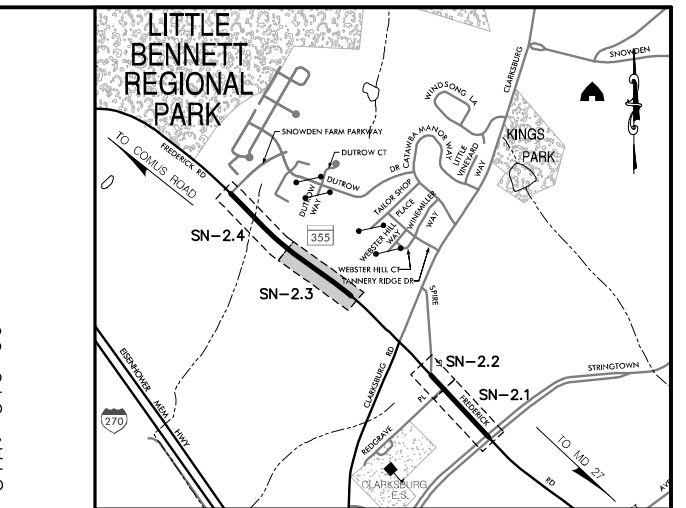 LITTLE
BENNETT
REGIONAL
PARK
SNOWDEN
CLARKSBURG
WINDSONG LA
KINGS
PARK
SNOWDEN FARM PARKWAY
FREDERICK RD
TO COMUS ROAD
DUTROW CT
DUTROW
DR
CATAWBA MANOR WAY
LITTLE
VINEYARD
WAY
DUTROW
WAY
TAILOR SHOP
PLACE
WINEMILLER
WAY
WEBSTER HILL
WAY
355
SN-2.4
WEBSTER HILL CT
TANNERY RIDGE DR
SN-2.3
SPIRE
ST
SN-2.2
STRINGTOWN
SN-2.1
EISENHOWER
MEM
HWY
270
CLARKSBURG RD
FREDERICK
PL
REDGRAVE
TO MD 27
RD
CLARKSBURG
E.S.